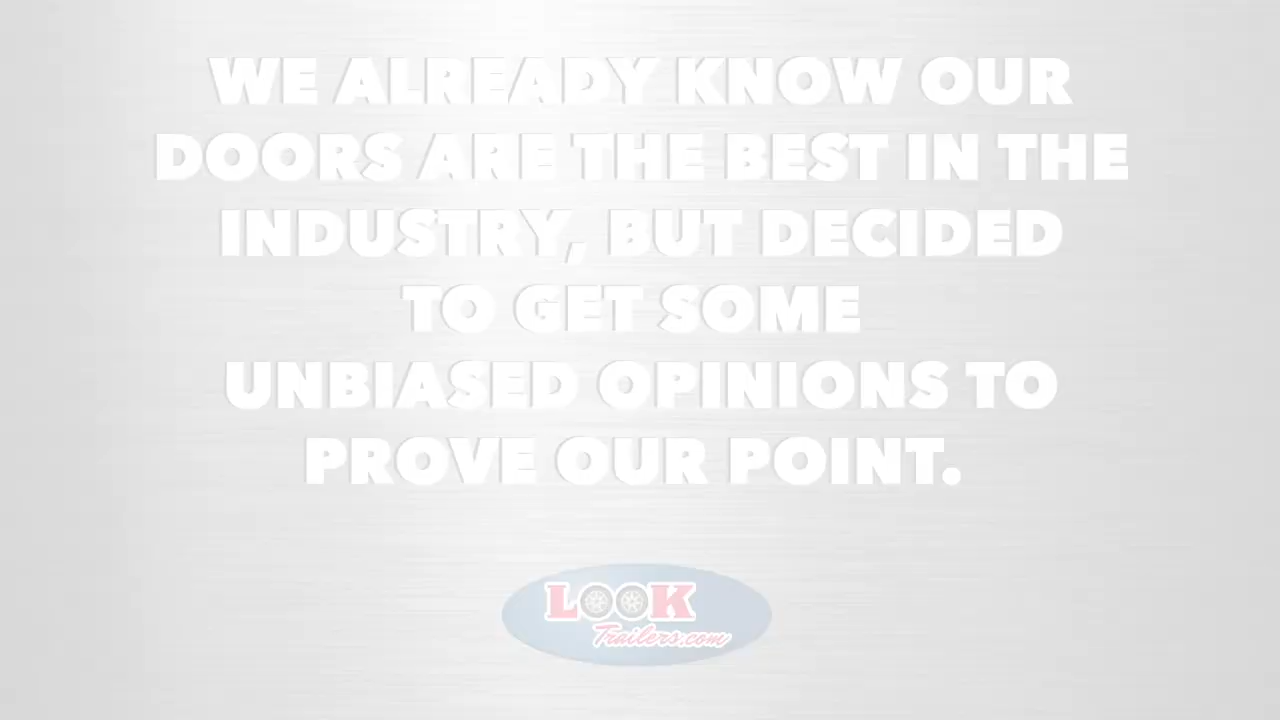 WE ALREADY KNOW OUR
DOORS ARE THE BEST IN THE
INDUSTRY, BUT DECIDED
TO GET SOME
UNBIASED OPINIONS TO
PROVE OUR POINT.
LOOK
Trailers.com